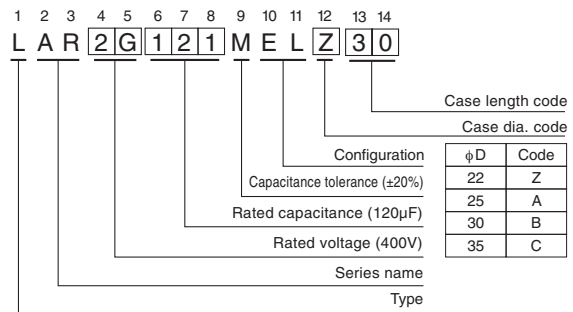 1 2 3 4 5 6 7 8 9 10 11 12 13 14
L A R 2 G 1 2 1 M E L Z 3 0
Case length code
Case dia. code
Configuration
Capacitance tolerance (±20%)
Rated capacitance (120µF)
Rated voltage (400V)
Series name
Type
ϕD Code
22 Z
25 A
30 B
35 C